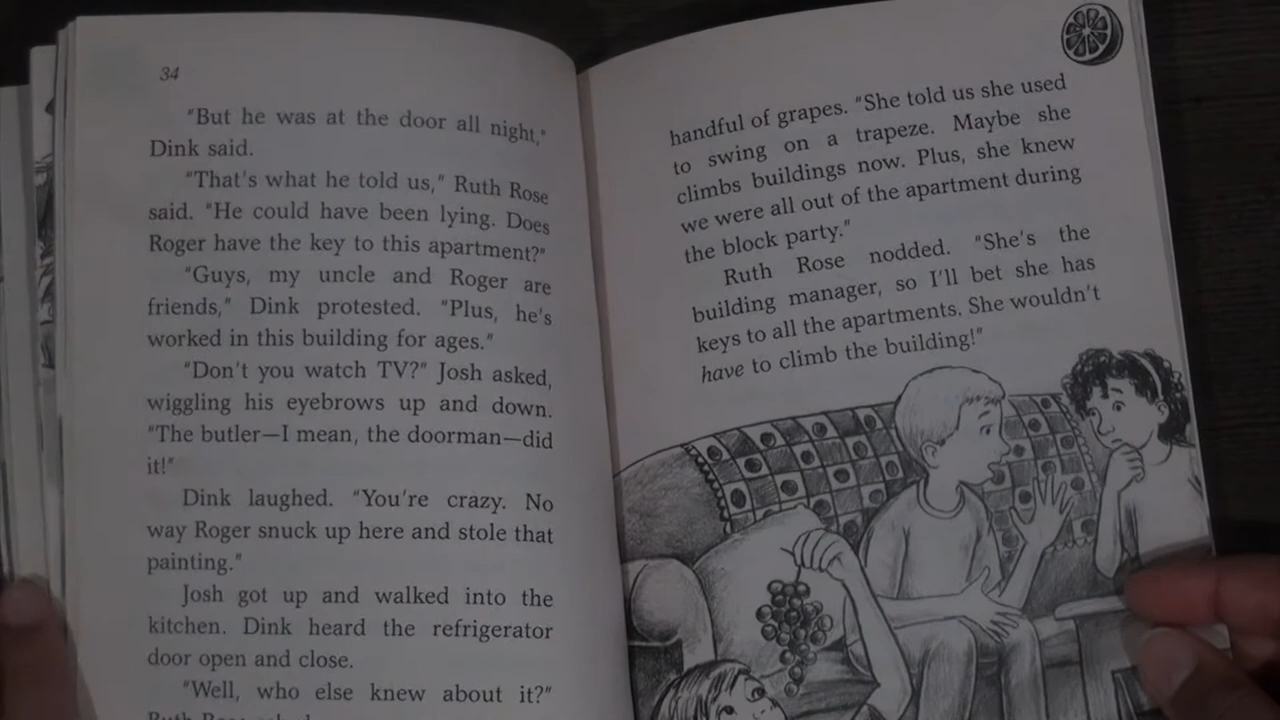 34
"But he was at the door all night,"
Dink said.
"That's what he told us," Ruth Rose
said. "He could have been lying. Does
Roger have the key to this apartment?"
"Guys, my uncle and Roger are
friends," Dink protested. "Plus, he's
worked in this building for ages."
"Don't you watch TV?" Josh asked,
wiggling his eyebrows up and down.
"The butler—I mean, the doorman—did
it!"
Dink laughed. "You're crazy. No
way Roger snuck up here and stole that
painting."
Josh got up and walked into the
kitchen. Dink heard the refrigerator
door open and close.
"Well, who else knew about it?"
handful of grapes. "She told us she used
to swing on a trapeze. Maybe she
climbs buildings now. Plus, she knew
we were all out of the apartment during
the block party."
Ruth Rose nodded. "She's the
building manager, so I'll bet she has
keys to all the apartments. She wouldn't
have to climb the building!"